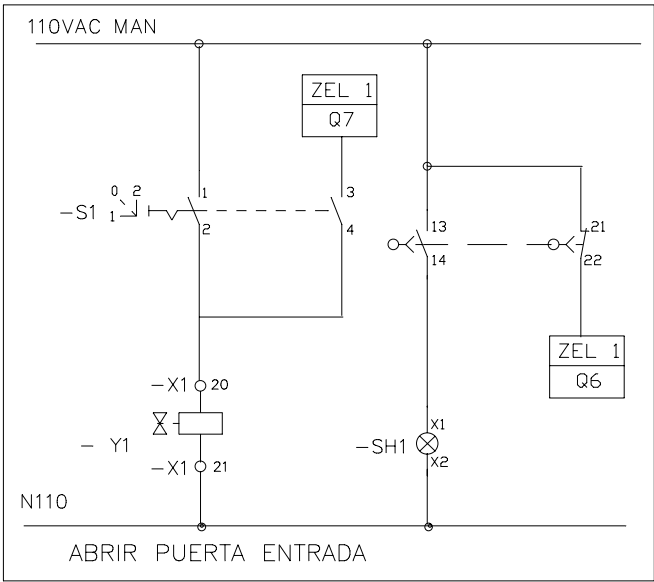 110VAC MAN
ZEL 1
Q7
0 2
1
-S1
1
2
3
4
13
14
21
22
ZEL 1
Q6
-X1 20
- Y1
-X1 21
-SH1
X1
X2
N110
ABRIR PUERTA ENTRADA